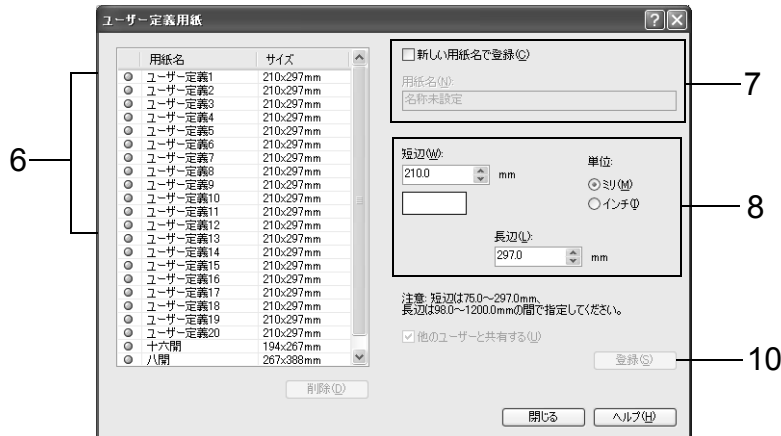 ユーザー定義用紙
用紙名 サイズ
ユーザー定義1 210x297mm
ユーザー定義2 210x297mm
ユーザー定義3 210x297mm
ユーザー定義4 210x297mm
ユーザー定義5 210x297mm
ユーザー定義6 210x297mm
ユーザー定義7 210x297mm
ユーザー定義8 210x297mm
ユーザー定義9 210x297mm
ユーザー定義10 210x297mm
ユーザー定義11 210x297mm
ユーザー定義12 210x297mm
ユーザー定義13 210x297mm
ユーザー定義14 210x297mm
ユーザー定義15 210x297mm
ユーザー定義16 210x297mm
ユーザー定義17 210x297mm
ユーザー定義18 210x297mm
ユーザー定義19 210x297mm
ユーザー定義20 210x297mm
十六開 194x267mm
八開 267x388mm
6
削除(D)
新しい用紙名で登録(C)
用紙名(N):
名称未設定
7
短辺(W):
210.0 mm
単位:
ミリ(M)
インチ(I)
8
長辺(L):
297.0 mm
注意: 短辺は75.0～297.0mm、
長辺は98.0～1200.0mmの間で指定してください。
他のユーザーと共有する(U)
登録(S)
10
閉じる ヘルプ(H)